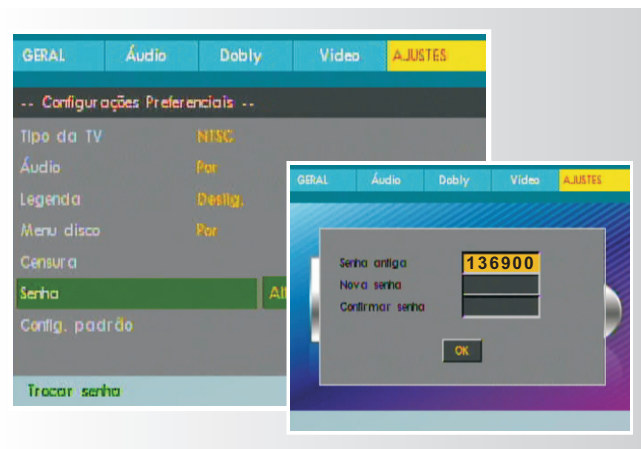 GERAL Áudio Dobly Video AJUSTES
-- Configurações Preferenciais --
Tipo da TV NTSC
Áudio Por
Legenda Deslig.
Menu disco Por
Censura
Senha
Config. padrão
Trocar senha
GERAL Áudio Dobly Vídeo AJUSTES
Senha antiga 136900
Nova senha
Confirmar senha
OK